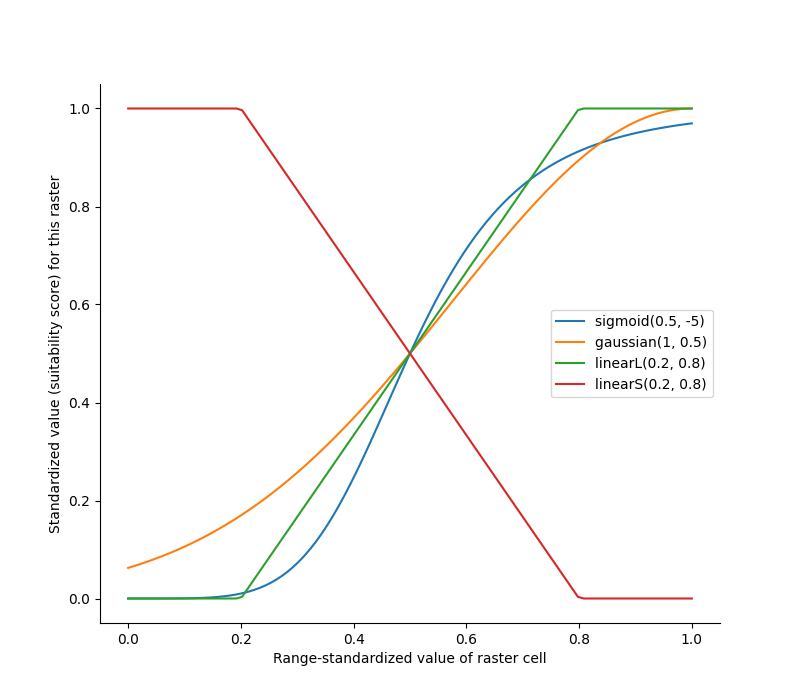 1.0
0.8
0.6
0.4
0.2
0.0
Standardized value (suitability score) for this raster
sigmoid(0.5, -5)
gaussian(1, 0.5)
linearL(0.2, 0.8)
linearS(0.2, 0.8)
0.0 0.2 0.4 0.6 0.8 1.0
Range-standardized value of raster cell